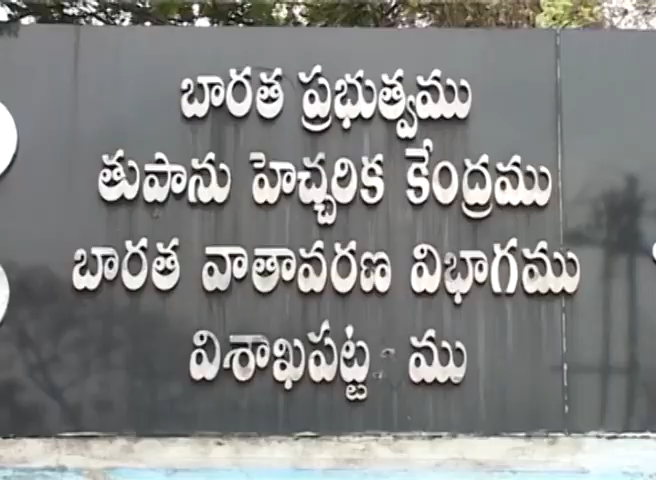 భారత ప్రభుత్వము
తుపాను హెచ్చరిక కేంద్రము
భారత వాతావరణ విభాగము
విశాఖపట్ట ము